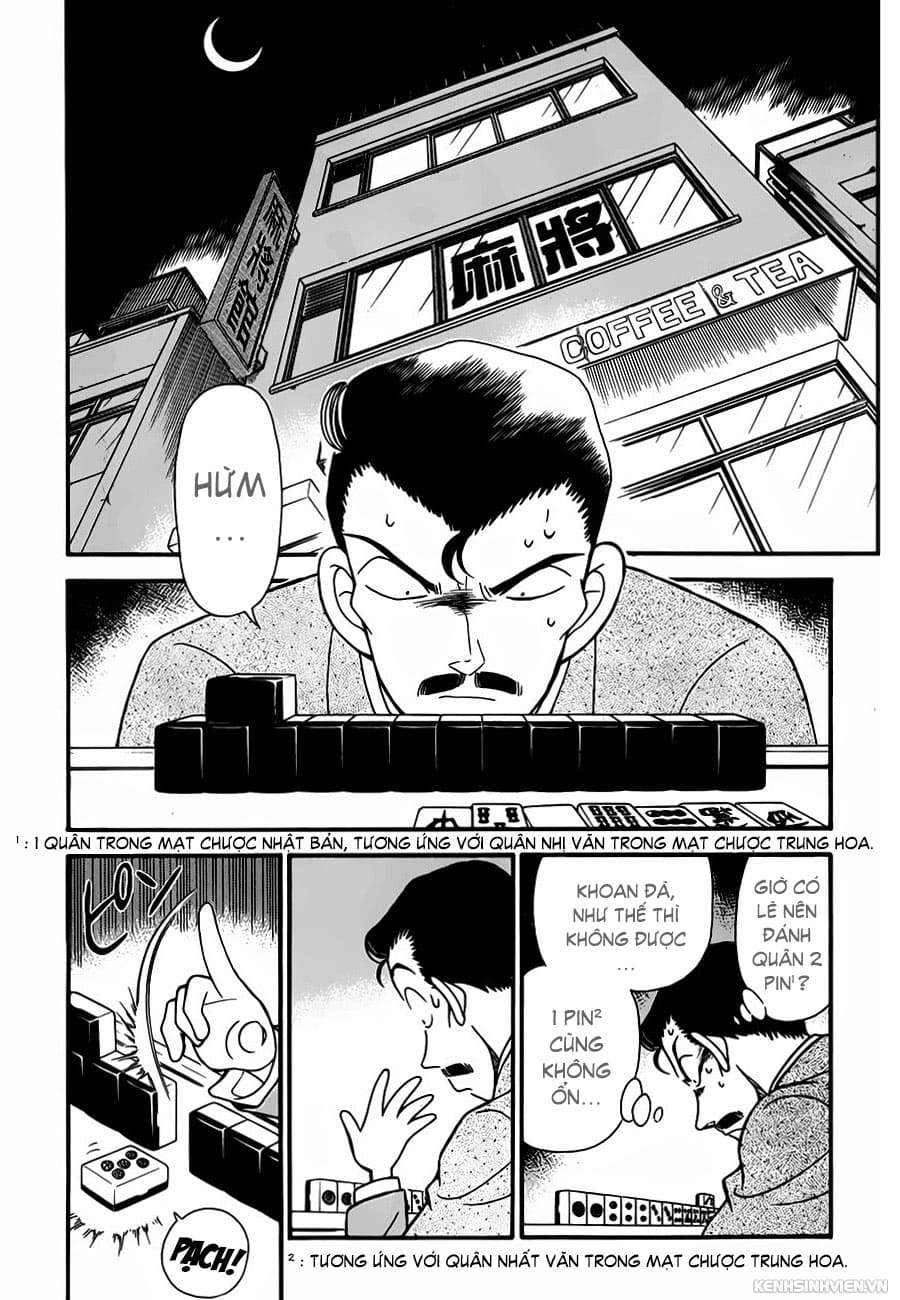 麻将
COFFEE & TEA
HỪM
...
¹ : 1 QUÂN TRONG MẠT CHƯỢC NHẬT BẢN, TƯƠNG ỨNG VỚI QUÂN NHỊ VĂN TRONG MẠT CHƯỢC TRUNG HOA.
GIỜ CÓ
LẼ NÊN
ĐÁNH
QUÂN 2
PIN¹ ?
KHOAN ĐÃ,
NHƯ THẾ THÌ
KHÔNG ĐƯỢC
...
1 PIN²
CŨNG
KHÔNG
ỔN...
ピン
PẠCH!
² : TƯƠNG ỨNG VỚI QUÂN NHẤT VĂN TRONG MẠT CHƯỢC TRUNG HOA.
KENHSINHVIEN.VN